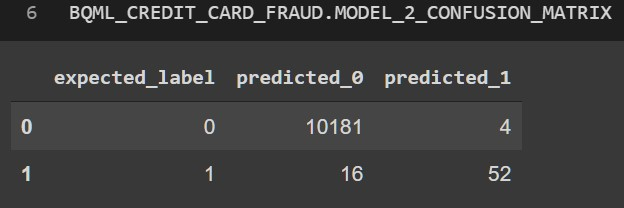 6 BQML_CREDIT_CARD_FRAUD.MODEL_2_CONFUSION_MATRIX
expected_label predicted_0 predicted_1
0 0 10181 4
1 1 16 52